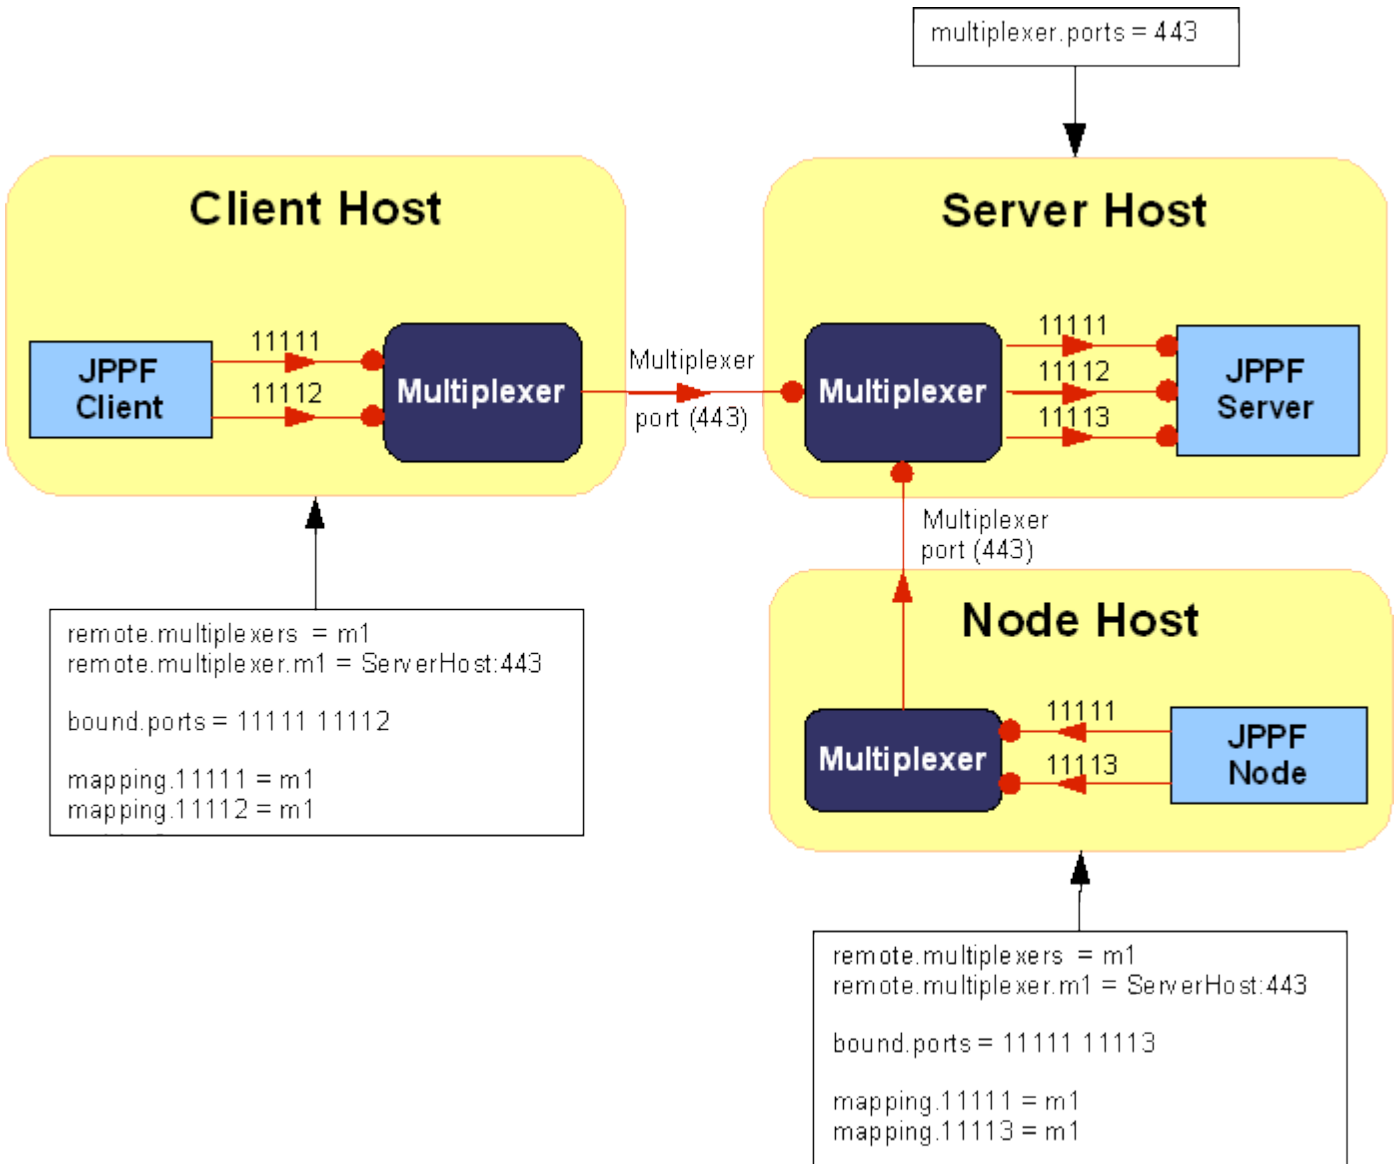 multiplexer.ports = 443
Client Host
Server Host
11111
11112
JPPF
Client
Multiplexer
Multiplexer
port (443)
Multiplexer
11111
11112
11113
JPPF
Server
Multiplexer
port (443)
Node Host
Multiplexer
11111
11113
JPPF
Node
remote.multiplexers = m1
remote.multiplexer.m1 = ServerHost:443
bound.ports = 11111 11112
mapping.11111 = m1
mapping.11112 = m1
remote.multiplexers = m1
remote.multiplexer.m1 = ServerHost:443
bound.ports = 11111 11113
mapping.11111 = m1
mapping.11113 = m1